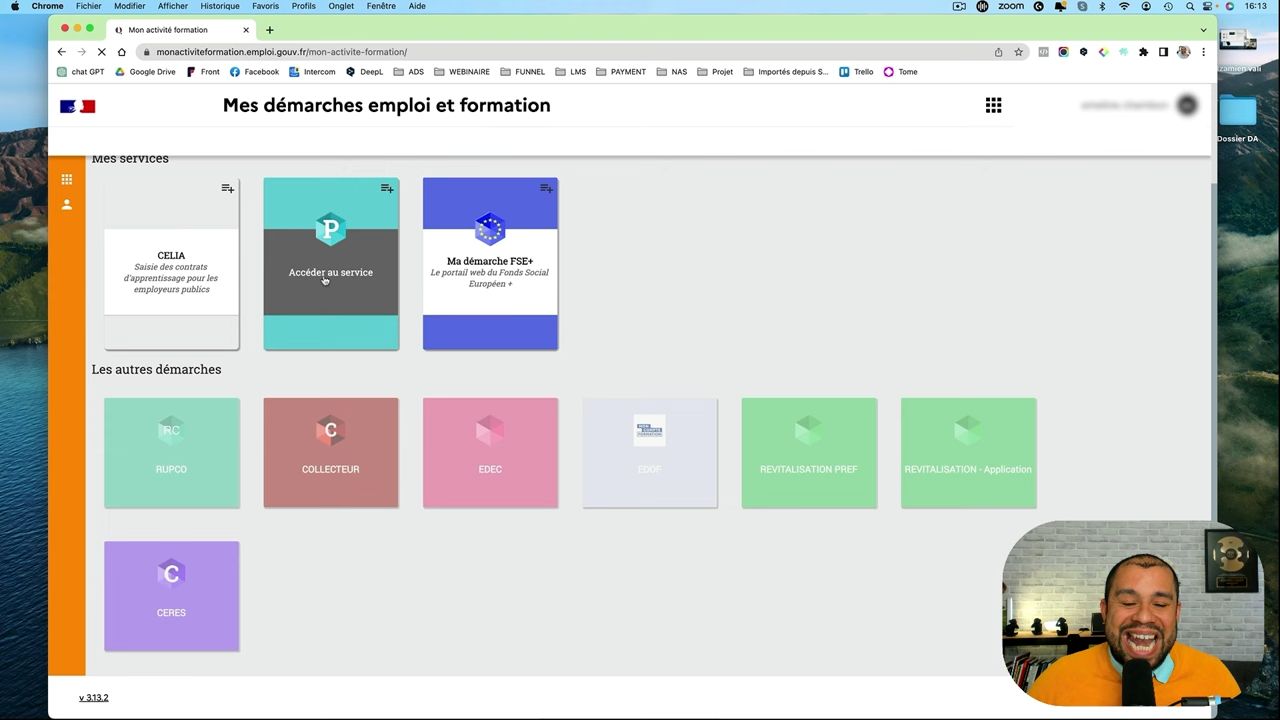 Chrome Fichier Modifier Afficher Historique Favoris Profils Onglet Fenêtre Aide zoom 16:13
Mon activité formation
monactiviteformation.emploi.gouv.fr/mon-activite-formation/
chat GPT Google Drive Front Facebook Intercom DeepL ADS WEBINAIRE FUNNEL LMS PAYMENT NAS Projet Importés depuis S... Trello Tome
Dossier DA
Mes démarches emploi et formation
Mes services
CELIA
Saisie des contrats
d'apprentissage pour les
employeurs publics
P
Accéder au service
Ma démarche FSE+
Le portail web du Fonds Social
Européen +
Les autres démarches
RC
RUPCO
C
COLLECTEUR
EDEC
MON
COMPTE
FORMATION
EDOF
REVITALISATION PREF
REVITALISATION - Application
C
CERES
v 3.13.2